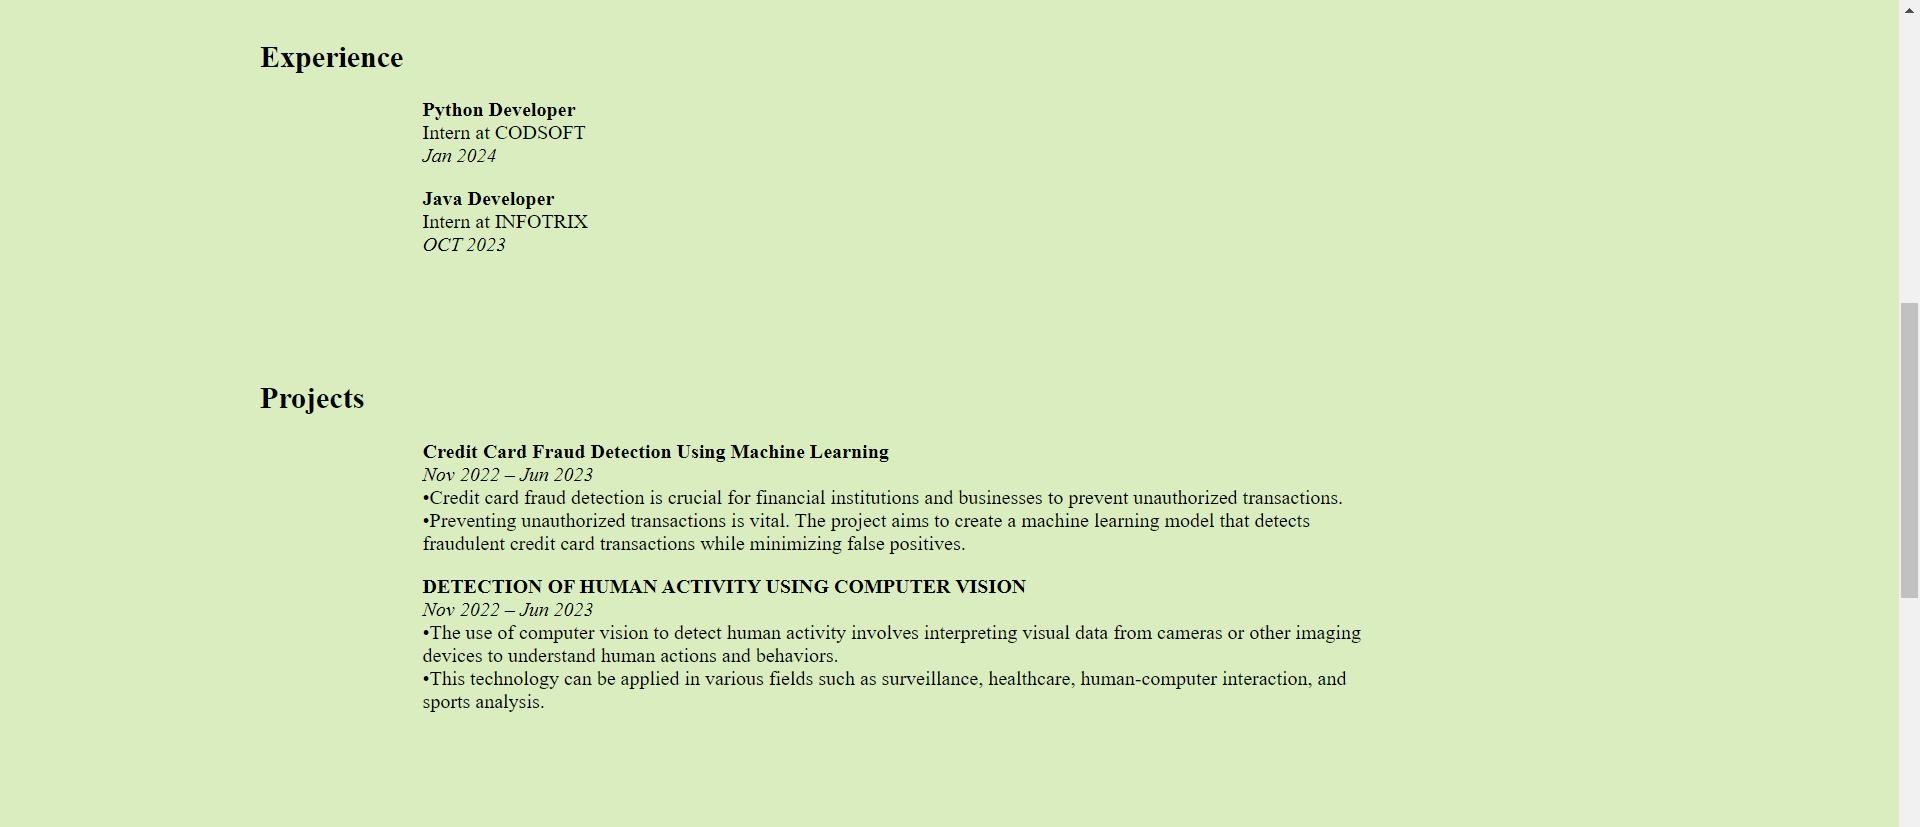 Experience
Python Developer
Intern at CODSOFT
Jan 2024
Java Developer
Intern at INFOTRIX
OCT 2023
Projects
Credit Card Fraud Detection Using Machine Learning
Nov 2022 – Jun 2023
•Credit card fraud detection is crucial for financial institutions and businesses to prevent unauthorized transactions.
•Preventing unauthorized transactions is vital. The project aims to create a machine learning model that detects
fraudulent credit card transactions while minimizing false positives.
DETECTION OF HUMAN ACTIVITY USING COMPUTER VISION
Nov 2022 – Jun 2023
•The use of computer vision to detect human activity involves interpreting visual data from cameras or other imaging
devices to understand human actions and behaviors.
•This technology can be applied in various fields such as surveillance, healthcare, human-computer interaction, and
sports analysis.